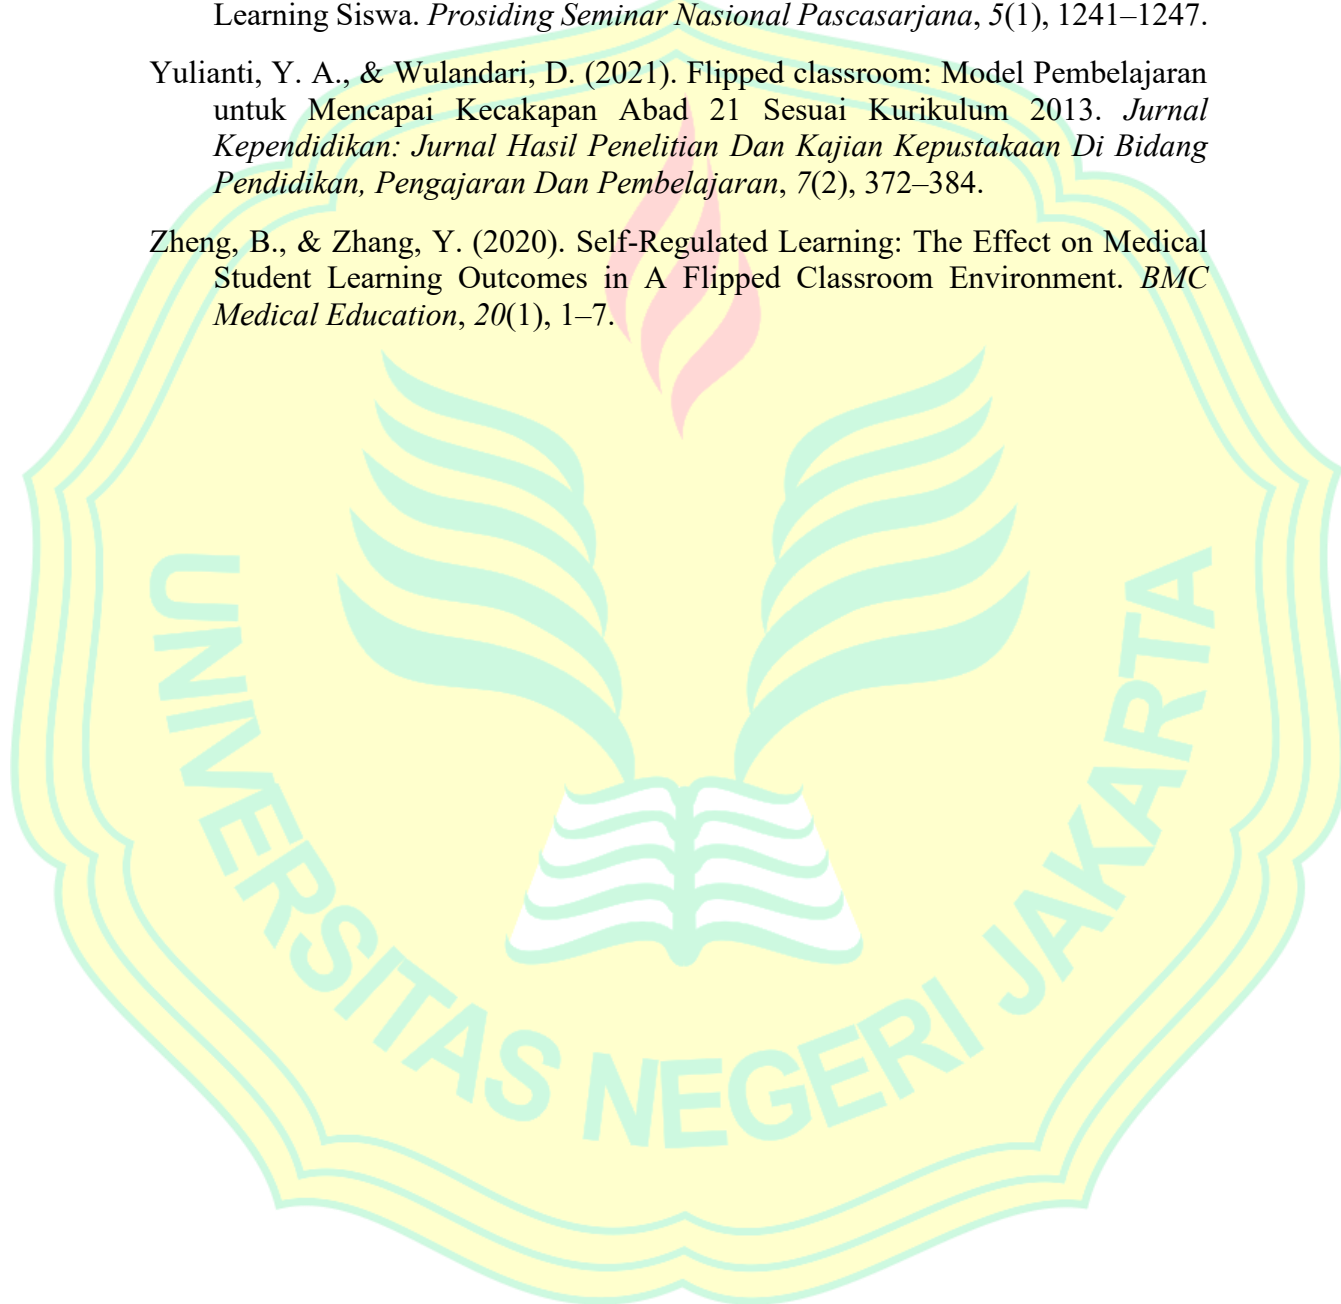 Learning Siswa. Prosiding Seminar Nasional Pascasarjana, 5(1), 1241–1247.
Yulianti, Y. A., & Wulandari, D. (2021). Flipped classroom: Model Pembelajaran
untuk Mencapai Kecakapan Abad 21 Sesuai Kurikulum 2013. Jurnal
Kependidikan: Jurnal Hasil Penelitian Dan Kajian Kepustakaan Di Bidang
Pendidikan, Pengajaran Dan Pembelajaran, 7(2), 372–384.
Zheng, B., & Zhang, Y. (2020). Self-Regulated Learning: The Effect on Medical
Student Learning Outcomes in A Flipped Classroom Environment. BMC
Medical Education, 20(1), 1–7.
UNIVERSITAS NEGERI JAKARTA